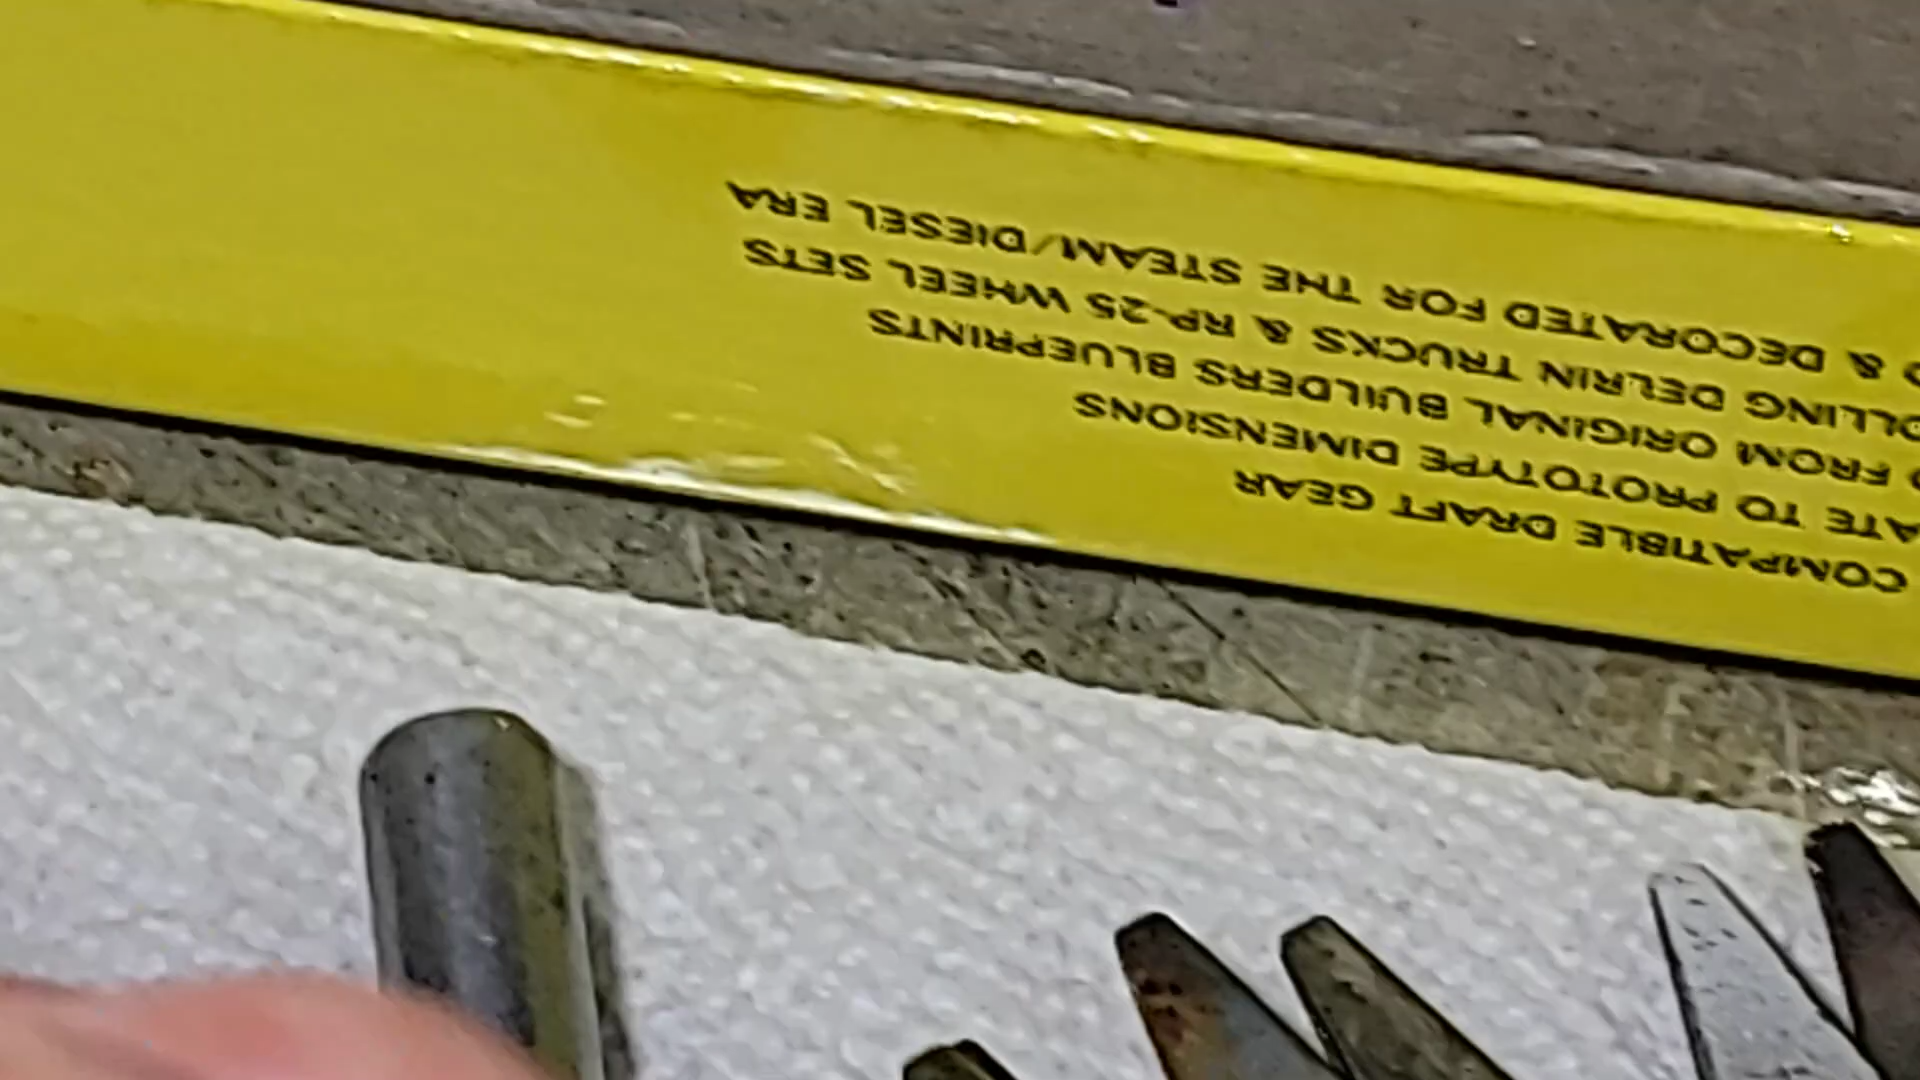 COMPATIBLE DRAFT GEAR
ATE TO PROTOTYPE DIMENSIONS
D FROM ORIGINAL BUILDERS BLUEPRINTS
OLLING DELRIN TRUCKS & RP-25 WHEEL SETS
D & DECORATED FOR THE STEAM/DIESEL ERA